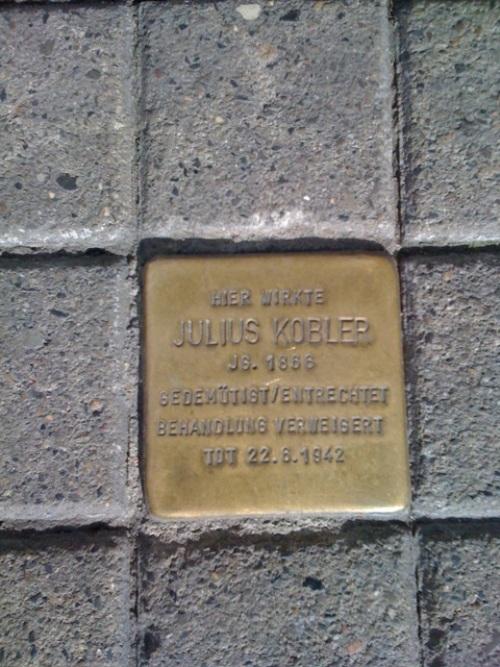 HIER WIRKTE
JULIUS KOBLER
JG. 1866
GEDEMÜTIGT/ENTRECHTET
BEHANDLUNG VERWEIGERT
TOT 22.6.1942